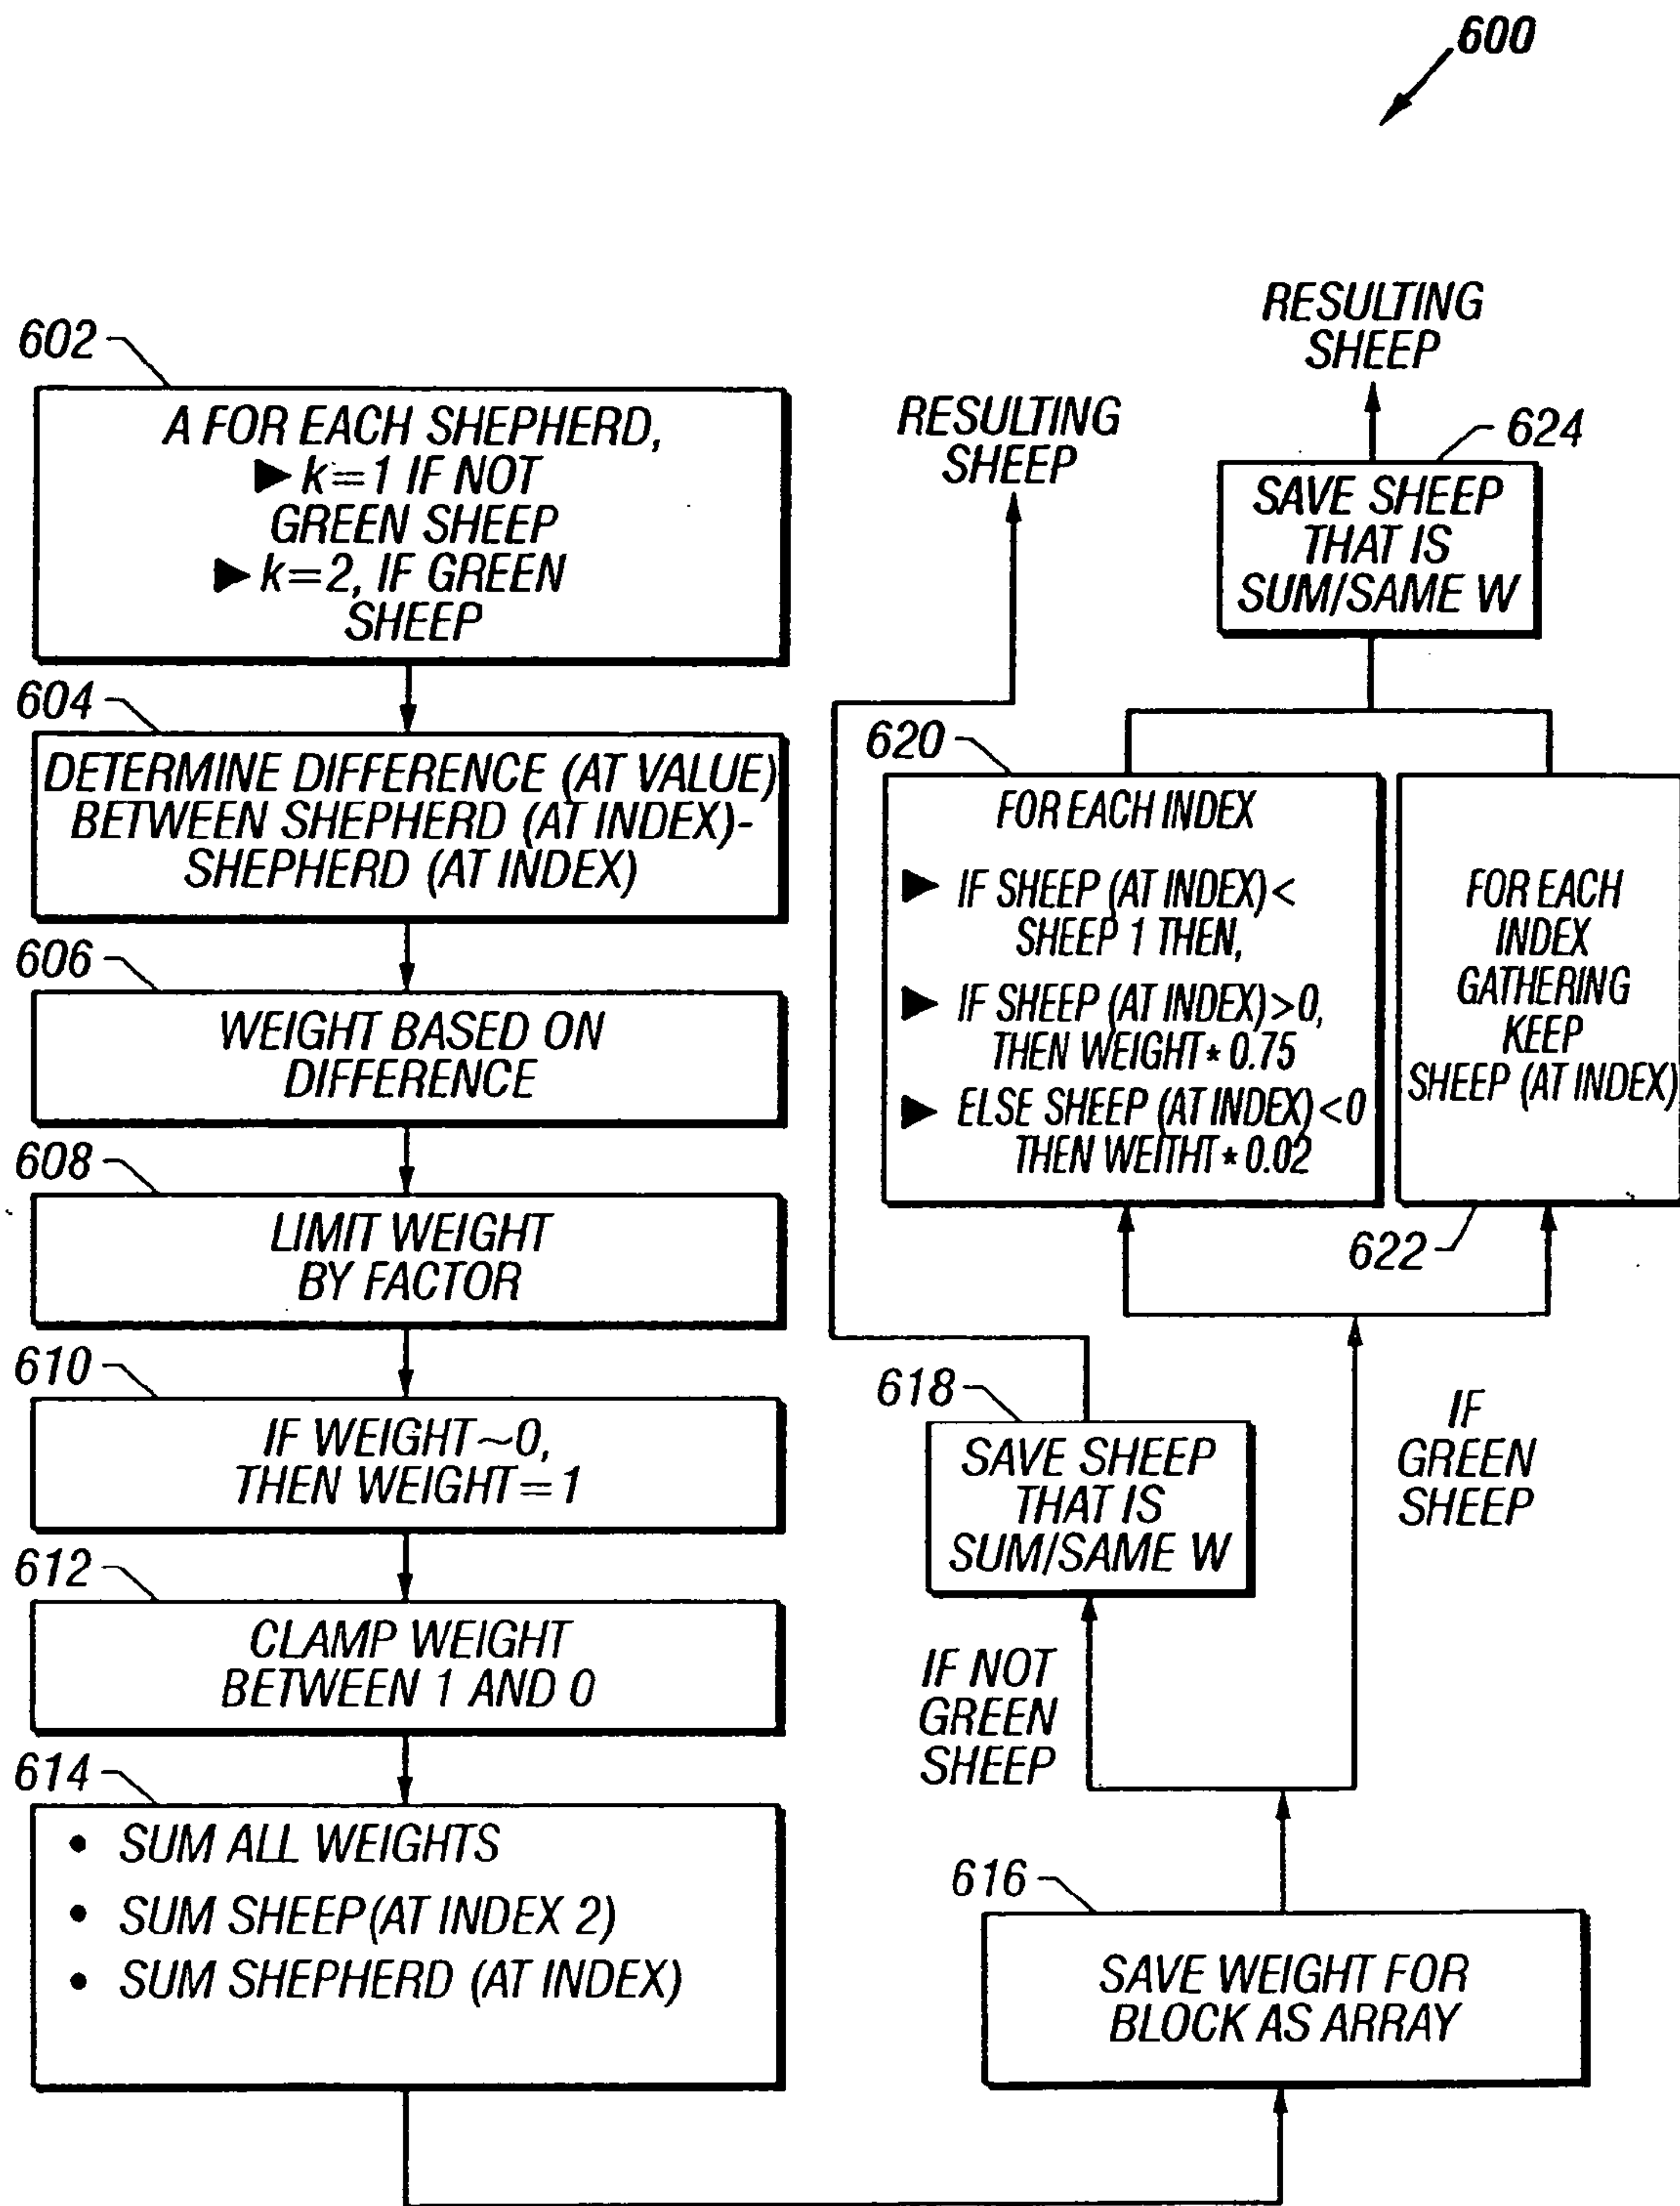 600
602
A FOR EACH SHEPHERD,
► k=1 IF NOT
GREEN SHEEP
► k=2, IF GREEN
SHEEP
604
DETERMINE DIFFERENCE (AT VALUE)
BETWEEN SHEPHERD (AT INDEX)-
SHEPHERD (AT INDEX)
606
WEIGHT BASED ON
DIFFERENCE
608
LIMIT WEIGHT
BY FACTOR
610
IF WEIGHT~0,
THEN WEIGHT=1
612
CLAMP WEIGHT
BETWEEN 1 AND 0
614
• SUM ALL WEIGHTS
• SUM SHEEP(AT INDEX 2)
• SUM SHEPHERD (AT INDEX)
616
SAVE WEIGHT FOR
BLOCK AS ARRAY
IF NOT
GREEN
SHEEP
618
SAVE SHEEP
THAT IS
SUM/SAME W
RESULTING
SHEEP
IF
GREEN
SHEEP
620
FOR EACH INDEX
► IF SHEEP (AT INDEX)<
SHEEP 1 THEN,
► IF SHEEP (AT INDEX)>0,
THEN WEIGHT * 0.75
► ELSE SHEEP (AT INDEX)<0
THEN WEITHT * 0.02
622
FOR EACH
INDEX
GATHERING
KEEP
SHEEP (AT INDEX)
624
SAVE SHEEP
THAT IS
SUM/SAME W
RESULTING
SHEEP